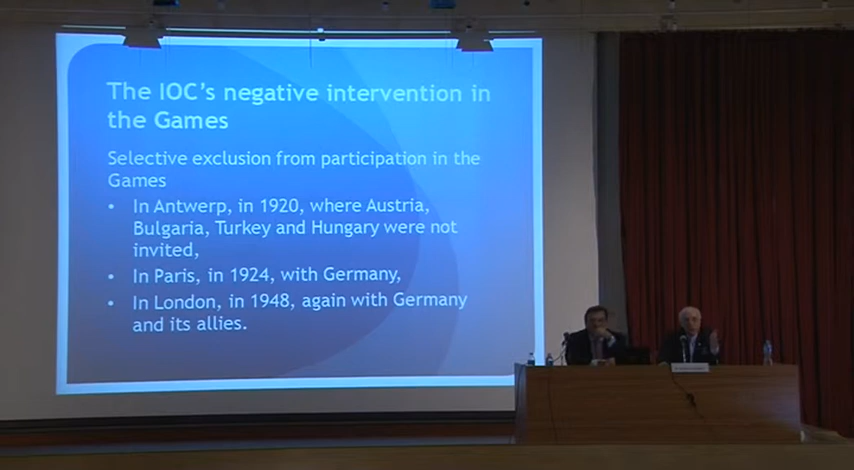 The IOC's negative intervention in
the Games
Selective exclusion from participation in the
Games
• In Antwerp, in 1920, where Austria,
Bulgaria, Turkey and Hungary were not
invited,
• In Paris, in 1924, with Germany,
• In London, in 1948, again with Germany
and its allies.